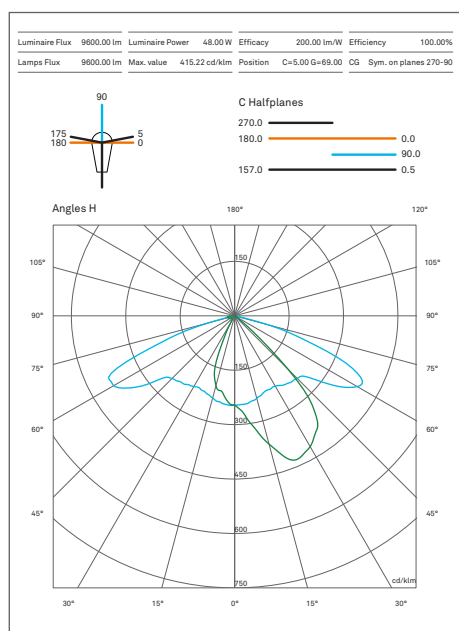 Luminaire Flux 9600.00 lm Luminaire Power 48.00 W Efficacy 200.00 lm/W Efficiency 100.00%
Lamps Flux 9600.00 lm Max. value 415.22 cd/klm Position C=5.00 G=69.00 CG Sym. on planes 270-90
90
175 5
180 0
C Halfplanes
270.0
180.0 0.0
90.0
157.0 0.5
Angles H
180° 120°
105° 150 105°
90° 90°
75° 150 75°
60° 300 60°
45° 450 45°
600
750 cd/klm
30° 15° 0° 15° 30°